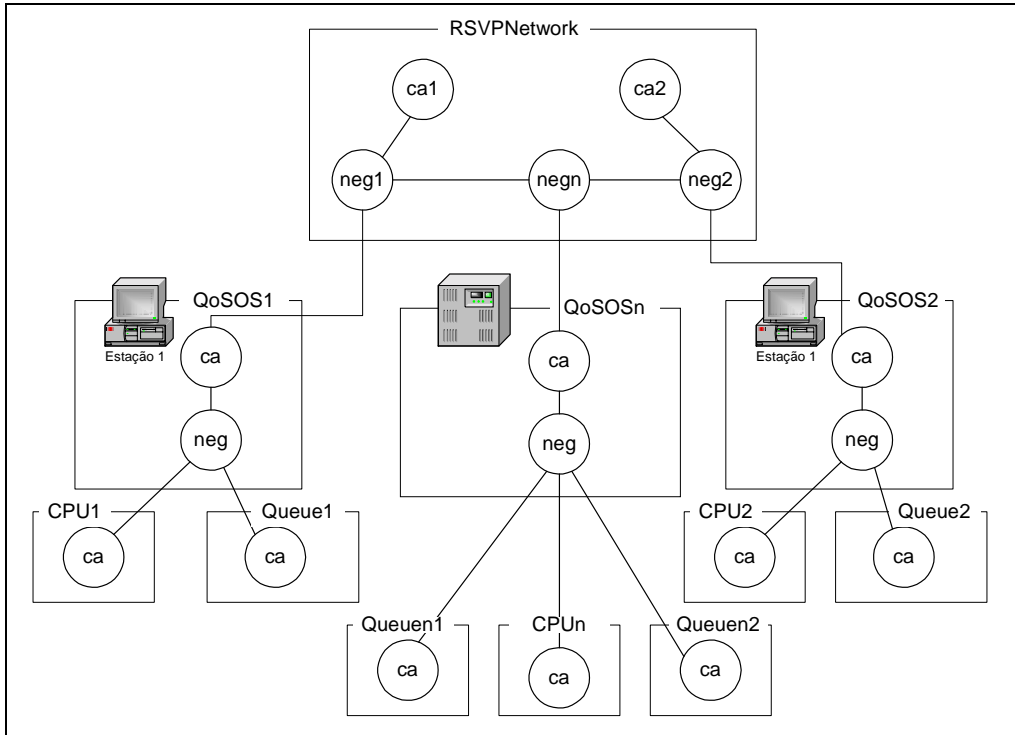 RSVPNetwork
ca1
ca2
neg1
negn
neg2
QoSOS1
QoSOSn
QoSOS2
Estação 1
Estação 1
ca
ca
ca
neg
neg
neg
CPU1
Queue1
CPU2
Queue2
ca
ca
ca
ca
Queuen1
CPUn
Queuen2
ca
ca
ca